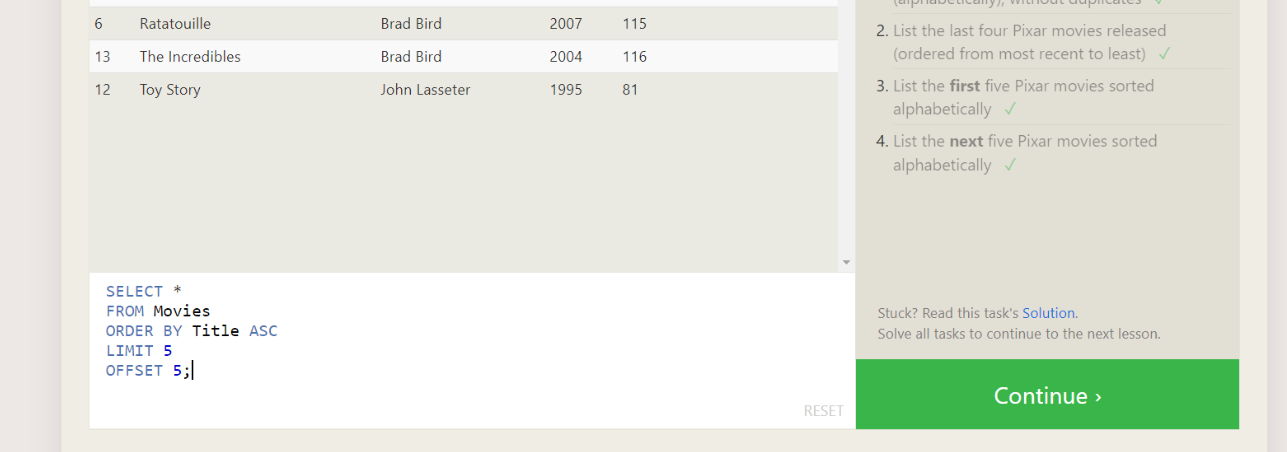 (alphabetically), without duplicates ✓
6 Ratatouille Brad Bird 2007 115
13 The Incredibles Brad Bird 2004 116
12 Toy Story John Lasseter 1995 81
2. List the last four Pixar movies released
(ordered from most recent to least) ✓
3. List the first five Pixar movies sorted
alphabetically ✓
4. List the next five Pixar movies sorted
alphabetically ✓
SELECT *
FROM Movies
ORDER BY Title ASC
LIMIT 5
OFFSET 5;
RESET
Stuck? Read this task's Solution.
Solve all tasks to continue to the next lesson.
Continue ›